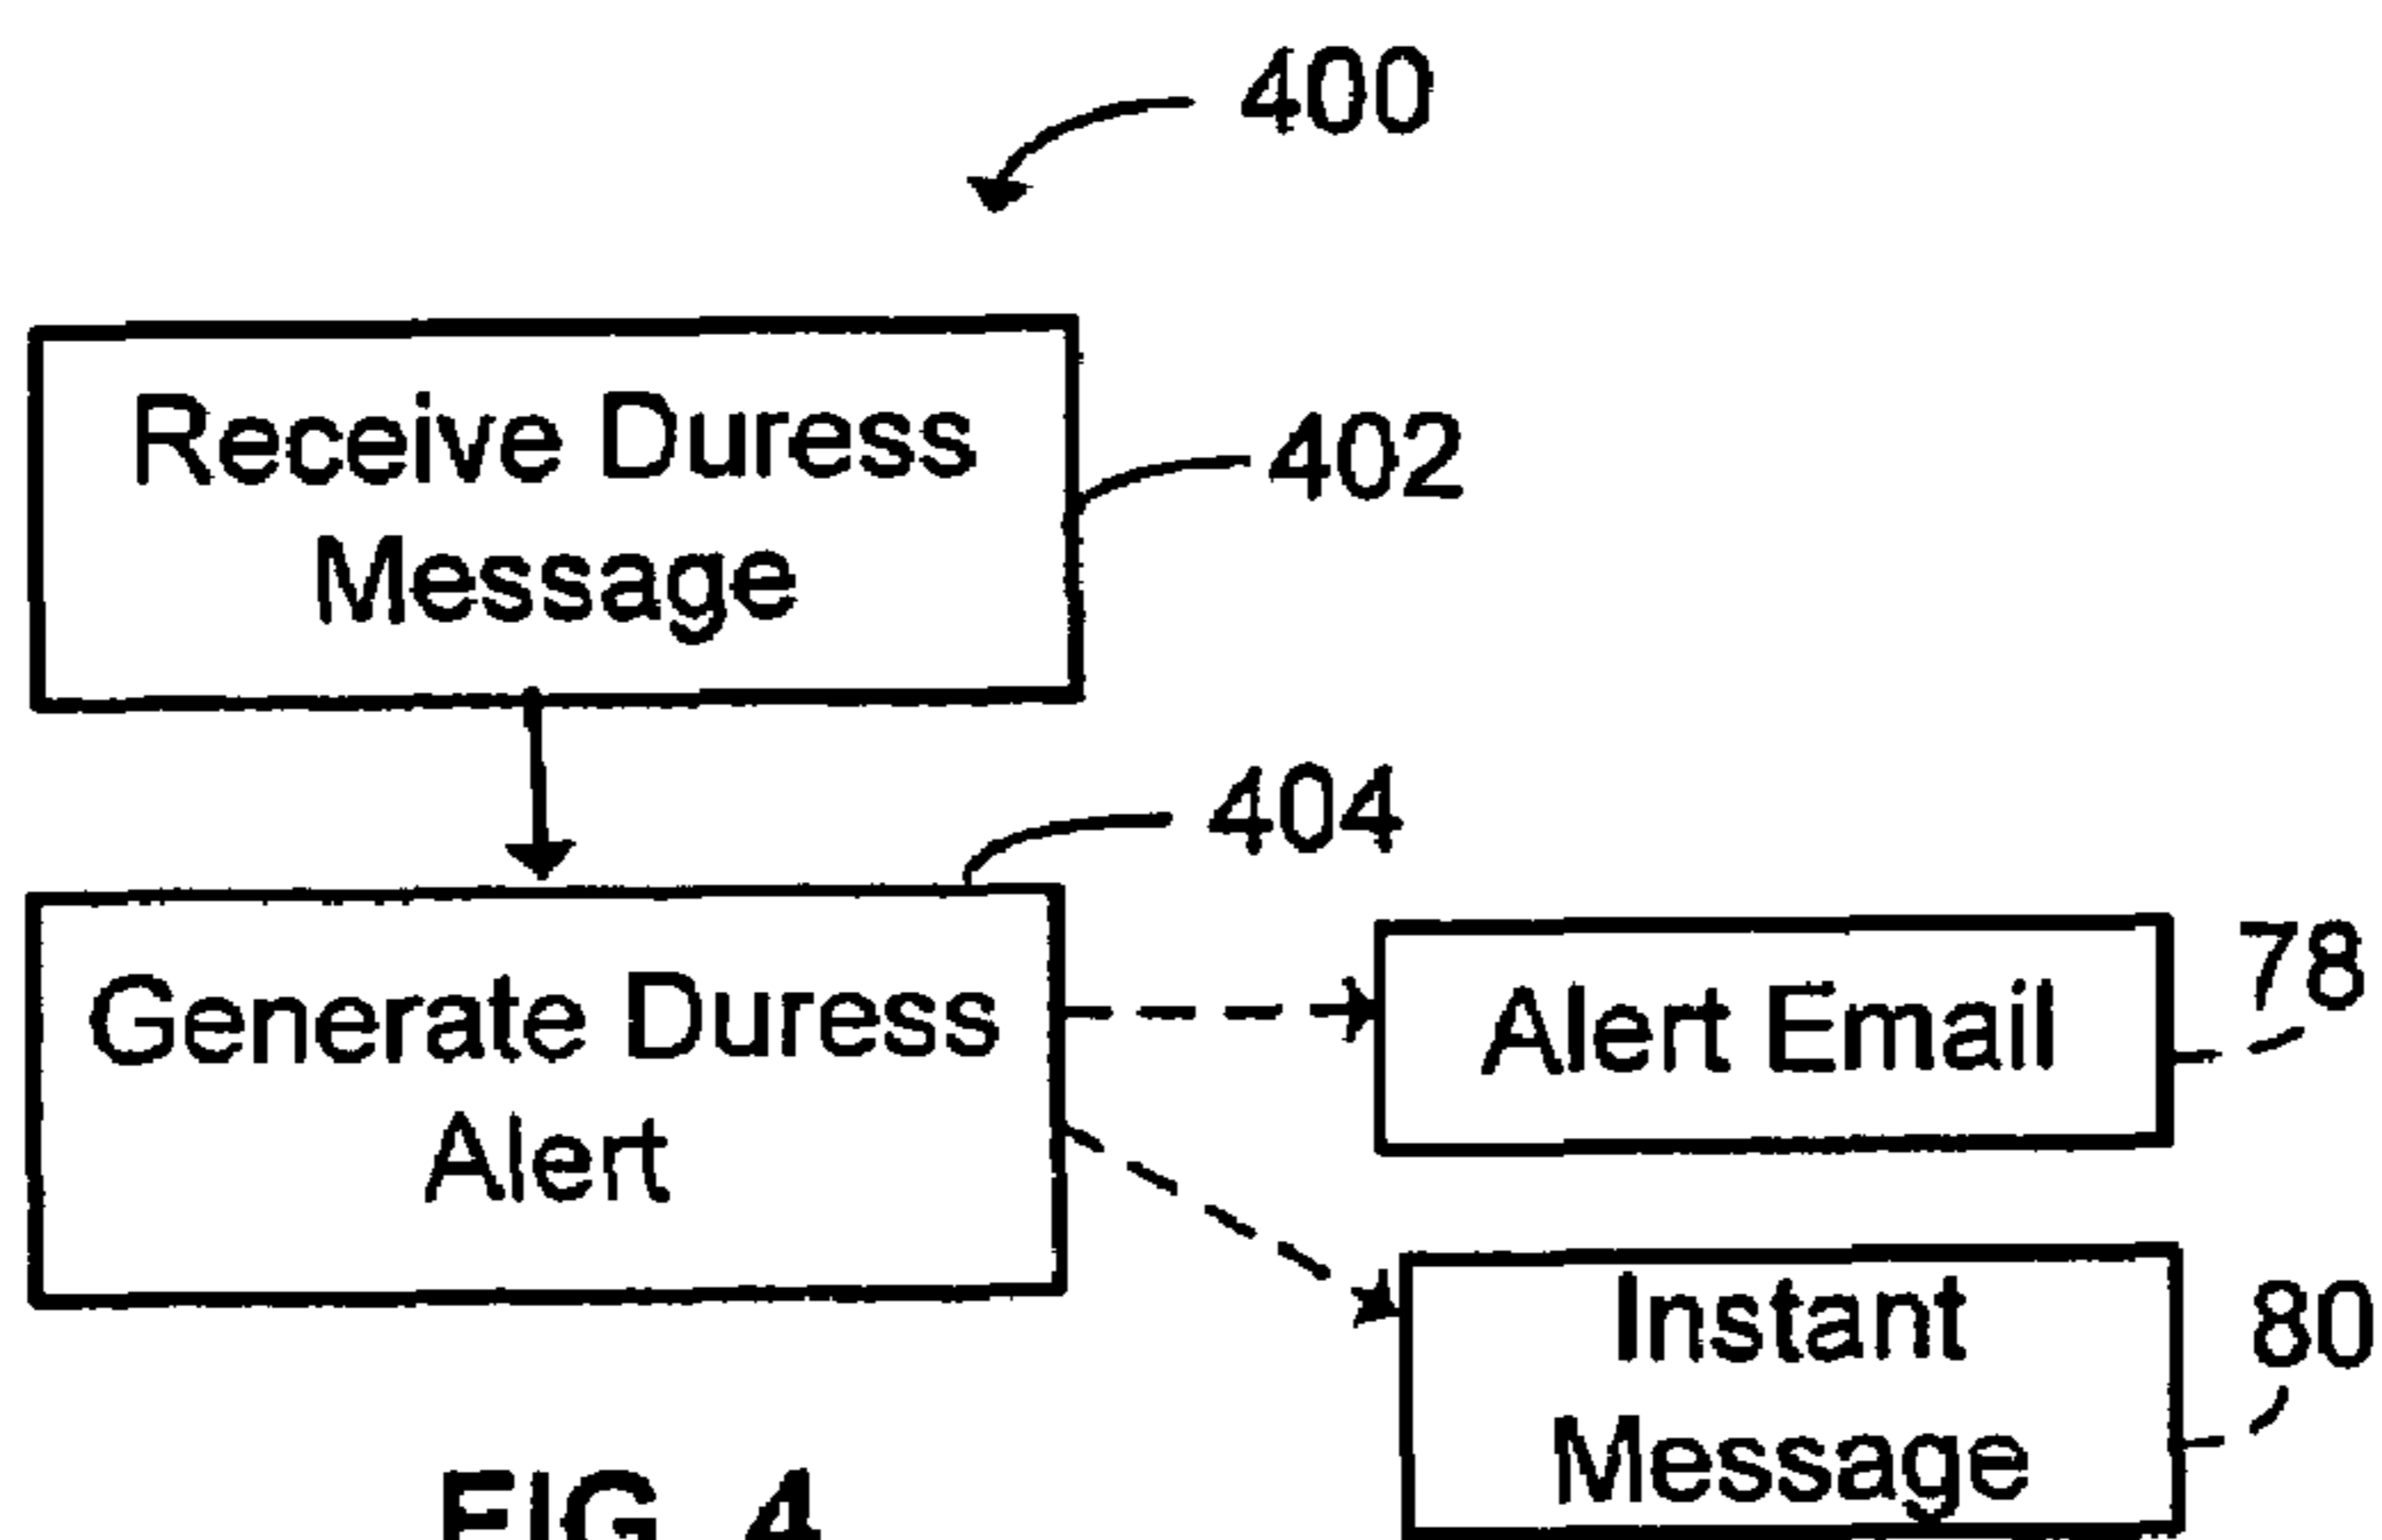 400
Receive Duress
Message
402
404
Generate Duress
Alert
Alert Email
78
Instant
Message
80
FIG. 4